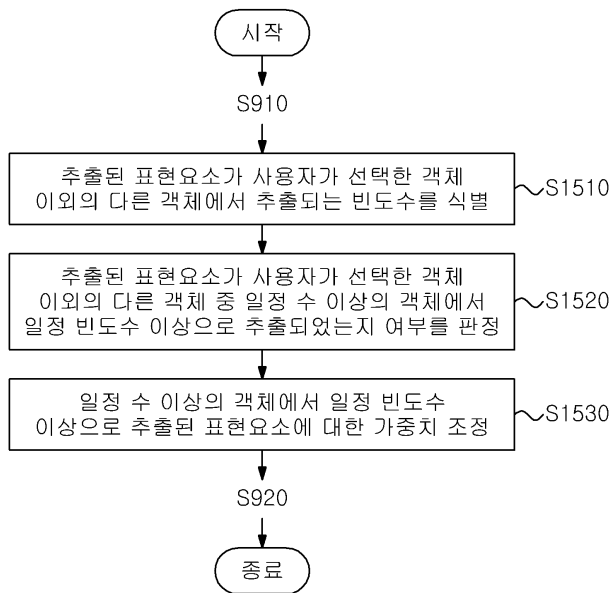 시작
S910
추출된 표현요소가 사용자가 선택한 객체
이외의 다른 객체에서 추출되는 빈도수를 식별
S1510
추출된 표현요소가 사용자가 선택한 객체
이외의 다른 객체 중 일정 수 이상의 객체에서
일정 빈도수 이상으로 추출되었는지 여부를 판정
S1520
일정 수 이상의 객체에서 일정 빈도수
이상으로 추출된 표현요소에 대한 가중치 조정
S1530
S920
종료